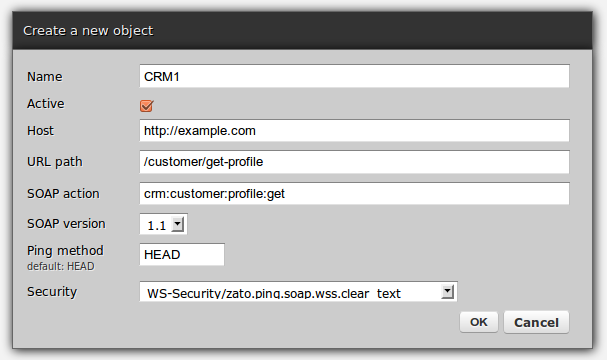 Create a new object
Name CRM1
Active
Host http://example.com
URL path /customer/get-profile
SOAP action crm:customer:profile:get
SOAP version 1.1
Ping method HEAD
default: HEAD
Security WS-Security/zato.ping.soap.wss.clear_text
OK Cancel